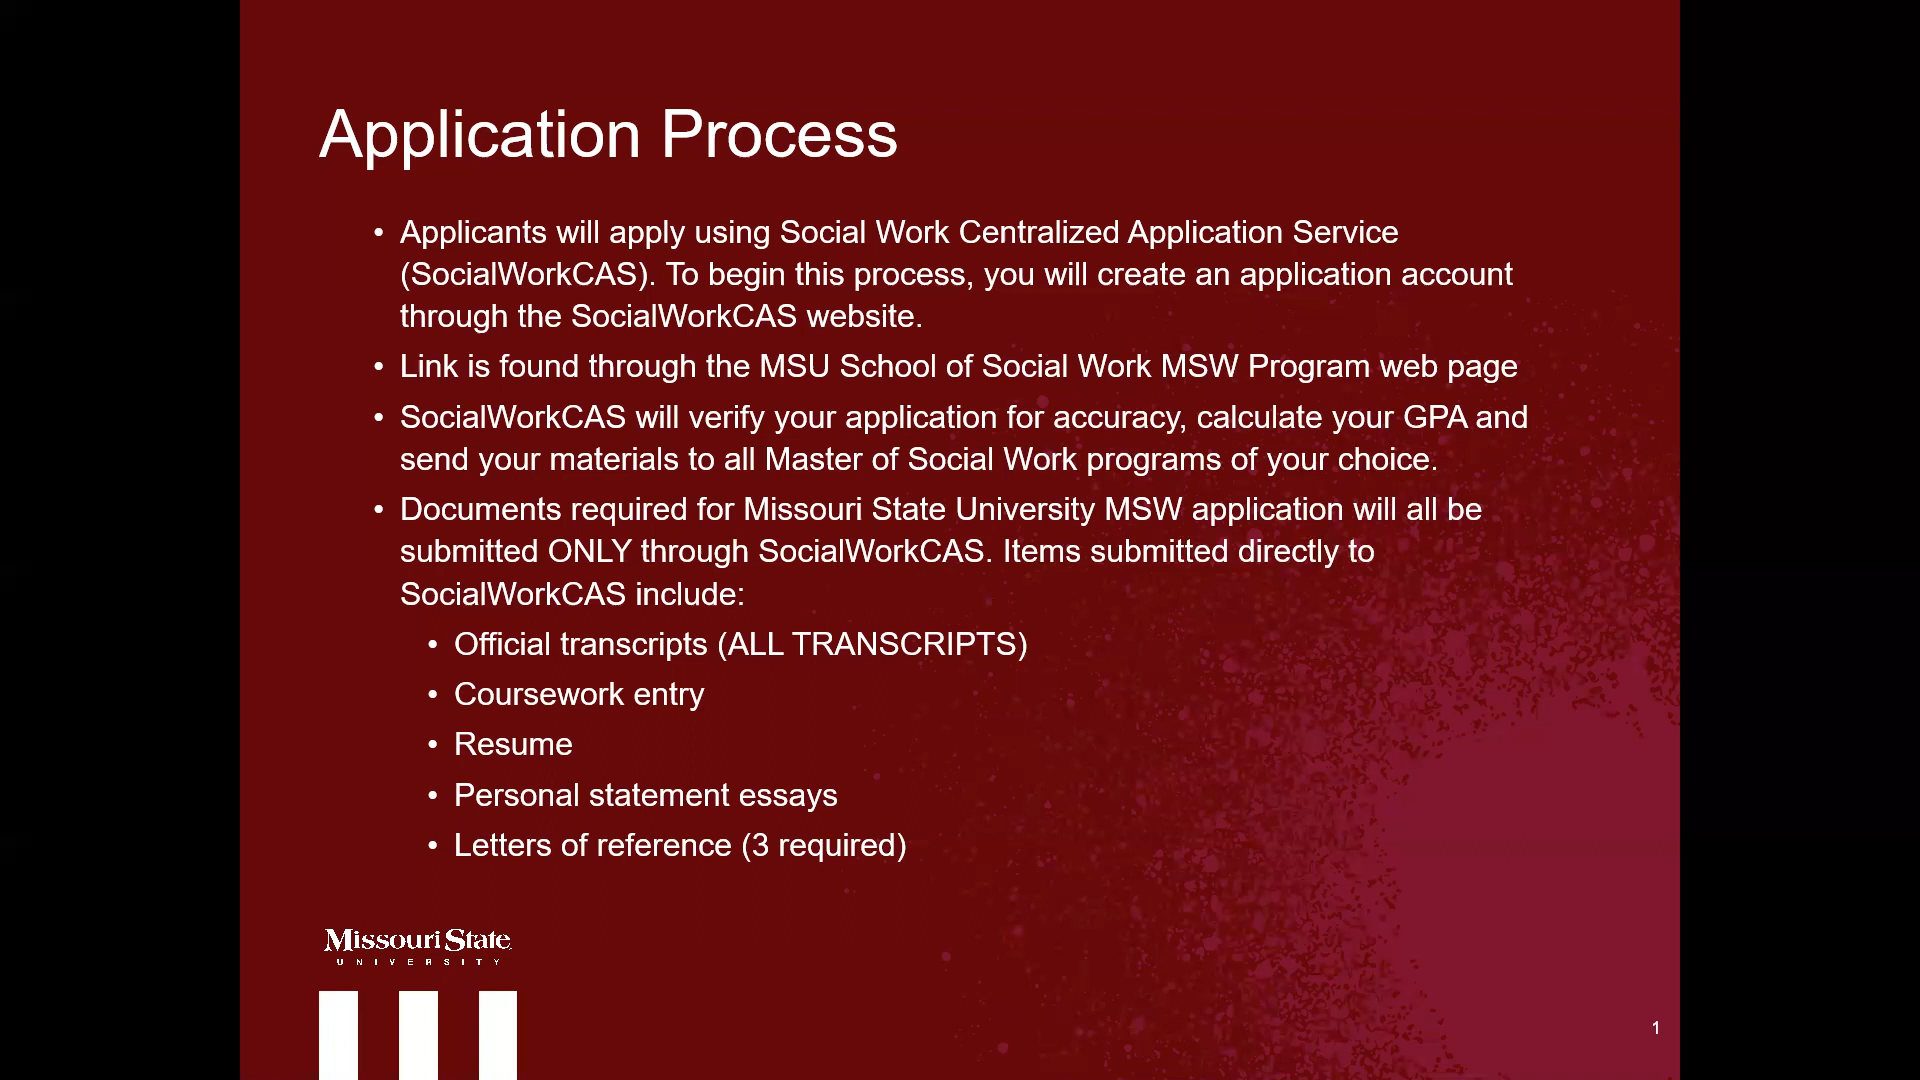 Application Process
• Applicants will apply using Social Work Centralized Application Service
(SocialWorkCAS). To begin this process, you will create an application account
through the SocialWorkCAS website.
• Link is found through the MSU School of Social Work MSW Program web page
• SocialWorkCAS will verify your application for accuracy, calculate your GPA and
send your materials to all Master of Social Work programs of your choice.
• Documents required for Missouri State University MSW application will all be
submitted ONLY through SocialWorkCAS. Items submitted directly to
SocialWorkCAS include:
• Official transcripts (ALL TRANSCRIPTS)
• Coursework entry
• Resume
• Personal statement essays
• Letters of reference (3 required)
Missouri State
UNIVERSITY
1